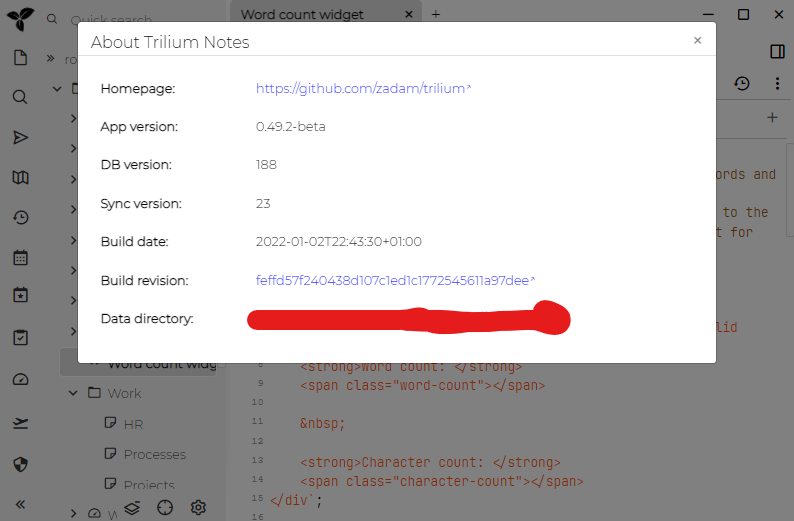 Quick search
Word count widget
About Trilium Notes
Homepage: https://github.com/zadam/trilium
App version: 0.49.2-beta
DB version: 188
Sync version: 23
Build date: 2022-01-02T22:43:30+01:00
Build revision: feffd57f240438d107c1ed1c1772545611a97dee
Data directory:
ro
ords and
to the
t for
lid
Word count widg
8 <strong>Word count: </strong>
9 <span class="word-count"></span>
10
11 &nbsp;
12
13 <strong>Character count: </strong>
14 <span class="character-count"></span>
15 </div>`;
16
Work
HR
Processes
Projects